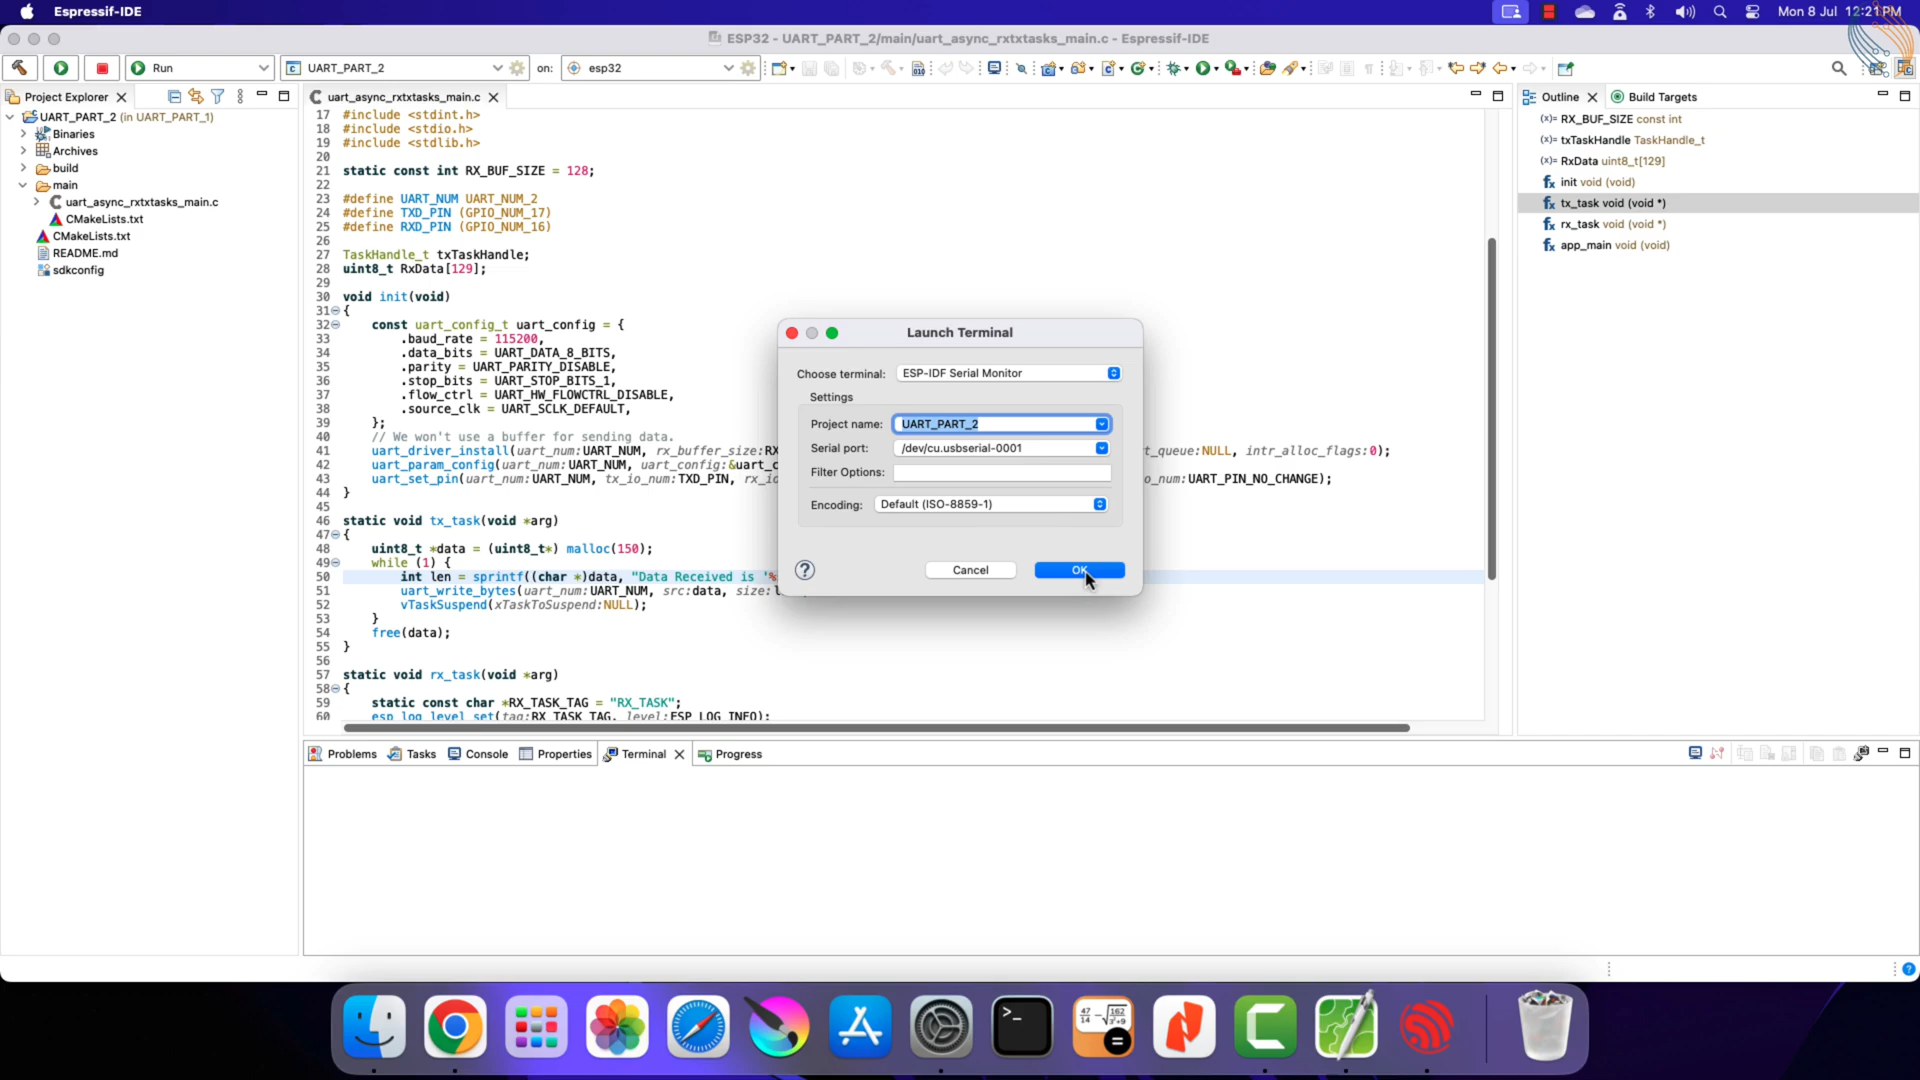 Espressif-IDE
Mon 8 Jul 12:21PM
ESP32 - UART_PART_2/main/uart_async_rxtxtasks_main.c - Espressif-IDE
Run
UART_PART_2
on:
esp32
Project Explorer
UART_PART_2 (in UART_PART_1)
Binaries
Archives
build
main
uart_async_rxtxtasks_main.c
CMakeLists.txt
CMakeLists.txt
README.md
sdkconfig
uart_async_rxtxtasks_main.c
17 #include <stdint.h>
18 #include <stdio.h>
19 #include <stdlib.h>
20
21 static const int RX_BUF_SIZE = 128;
22
23 #define UART_NUM UART_NUM_2
24 #define TXD_PIN (GPIO_NUM_17)
25 #define RXD_PIN (GPIO_NUM_16)
26
27 TaskHandle_t txTaskHandle;
28 uint8_t RxData[129];
29
30 void init(void)
31 {
32 const uart_config_t uart_config = {
33 .baud_rate = 115200,
34 .data_bits = UART_DATA_8_BITS,
35 .parity = UART_PARITY_DISABLE,
36 .stop_bits = UART_STOP_BITS_1,
37 .flow_ctrl = UART_HW_FLOWCTRL_DISABLE,
38 .source_clk = UART_SCLK_DEFAULT,
39 };
40 // We won't use a buffer for sending data.
41 uart_driver_install(uart_num:UART_NUM, rx_buffer_size:RX t_queue:NULL, intr_alloc_flags:0);
42 uart_param_config(uart_num:UART_NUM, uart_config:&uart_c
43 uart_set_pin(uart_num:UART_NUM, tx_io_num:TXD_PIN, rx_io o_num:UART_PIN_NO_CHANGE);
44 }
45
46 static void tx_task(void *arg)
47 {
48 uint8_t *data = (uint8_t*) malloc(150);
49 while (1) {
50 int len = sprintf((char *)data, "Data Received is '%
51 uart_write_bytes(uart_num:UART_NUM, src:data, size:l
52 vTaskSuspend(xTaskToSuspend:NULL);
53 }
54 free(data);
55 }
56
57 static void rx_task(void *arg)
58 {
59 static const char *RX_TASK_TAG = "RX_TASK";
60 esp_log_level_set(tag:RX_TASK_TAG, level:ESP_LOG_INFO);
Launch Terminal
Choose terminal: ESP-IDF Serial Monitor
Settings
Project name: UART_PART_2
Serial port: /dev/cu.usbserial-0001
Filter Options:
Encoding: Default (ISO-8859-1)
?
Cancel
OK
Outline
Build Targets
RX_BUF_SIZE const int
txTaskHandle TaskHandle_t
RxData uint8_t[129]
init void (void)
tx_task void (void *)
rx_task void (void *)
app_main void (void)
Problems
Tasks
Console
Properties
Terminal
Progress